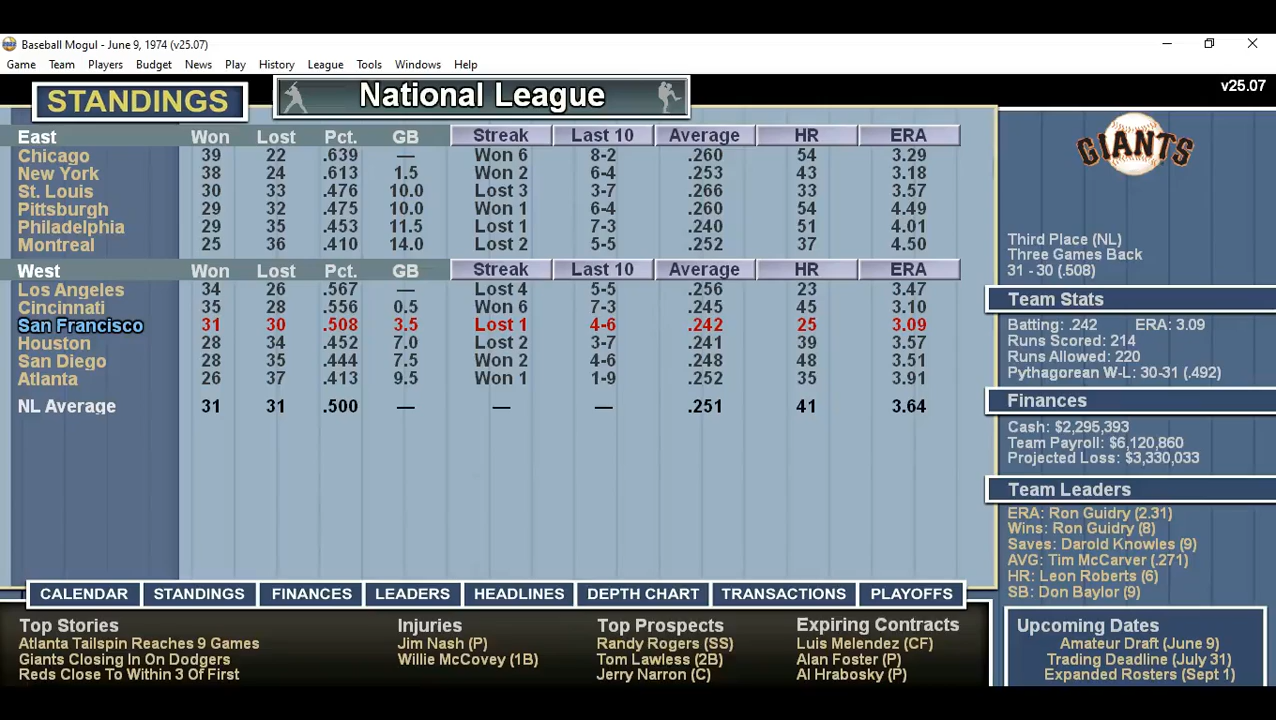 Baseball Mogul - June 9, 1974 (v25.07)
Game Team Players Budget News Play History League Tools Windows Help
STANDINGS National League v25.07
East Won Lost Pct. GB Streak Last 10 Average HR ERA
Chicago 39 22 .639 — Won 6 8-2 .260 54 3.29
New York 38 24 .613 1.5 Won 2 6-4 .253 43 3.18
St. Louis 30 33 .476 10.0 Lost 3 3-7 .266 33 3.57
Pittsburgh 29 32 .475 10.0 Won 1 6-4 .260 54 4.49
Philadelphia 29 35 .453 11.5 Lost 1 7-3 .240 51 4.01
Montreal 25 36 .410 14.0 Lost 2 5-5 .252 37 4.50
West Won Lost Pct. GB Streak Last 10 Average HR ERA
Los Angeles 34 26 .567 — Lost 4 5-5 .256 23 3.47
Cincinnati 35 28 .556 0.5 Won 6 7-3 .245 45 3.10
San Francisco 31 30 .508 3.5 Lost 1 4-6 .242 25 3.09
Houston 28 34 .452 7.0 Lost 2 3-7 .241 39 3.57
San Diego 28 35 .444 7.5 Won 2 4-6 .248 48 3.51
Atlanta 26 37 .413 9.5 Won 1 1-9 .252 35 3.91
NL Average 31 31 .500 — — — .251 41 3.64
GIANTS
Third Place (NL)
Three Games Back
31 - 30 (.508)
Team Stats
Batting: .242 ERA: 3.09
Runs Scored: 214
Runs Allowed: 220
Pythagorean W-L: 30-31 (.492)
Finances
Cash: $2,295,393
Team Payroll: $6,120,860
Projected Loss: $3,330,033
Team Leaders
ERA: Ron Guidry (2.31)
Wins: Ron Guidry (8)
Saves: Darold Knowles (9)
AVG: Tim McCarver (.271)
HR: Leon Roberts (6)
SB: Don Baylor (9)
CALENDAR STANDINGS FINANCES LEADERS HEADLINES DEPTH CHART TRANSACTIONS PLAYOFFS
Top Stories
Atlanta Tailspin Reaches 9 Games
Giants Closing In On Dodgers
Reds Close To Within 3 Of First
Injuries
Jim Nash (P)
Willie McCovey (1B)
Top Prospects
Randy Rogers (SS)
Tom Lawless (2B)
Jerry Narron (C)
Expiring Contracts
Luis Melendez (CF)
Alan Foster (P)
Al Hrabosky (P)
Upcoming Dates
Amateur Draft (June 9)
Trading Deadline (July 31)
Expanded Rosters (Sept 1)